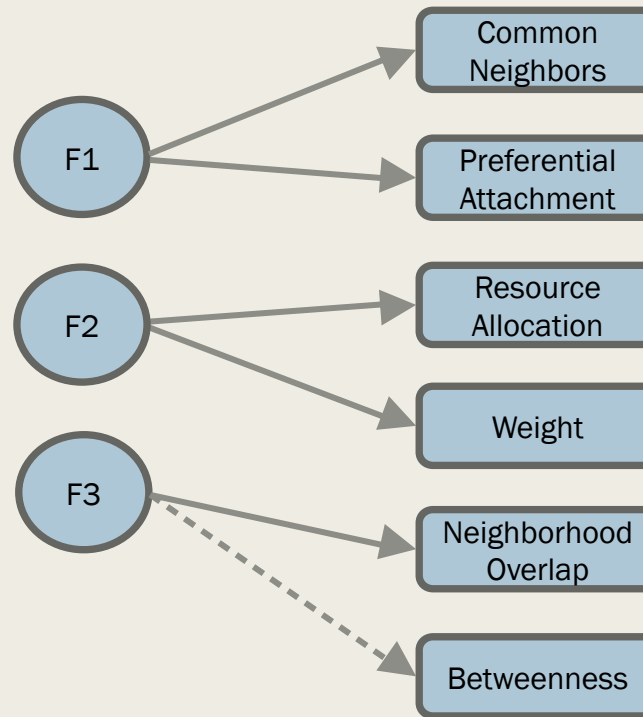 Common
Neighbors
F1
Preferential
Attachment
Resource
Allocation
F2
Weight
F3
Neighborhood
Overlap
Betweenness